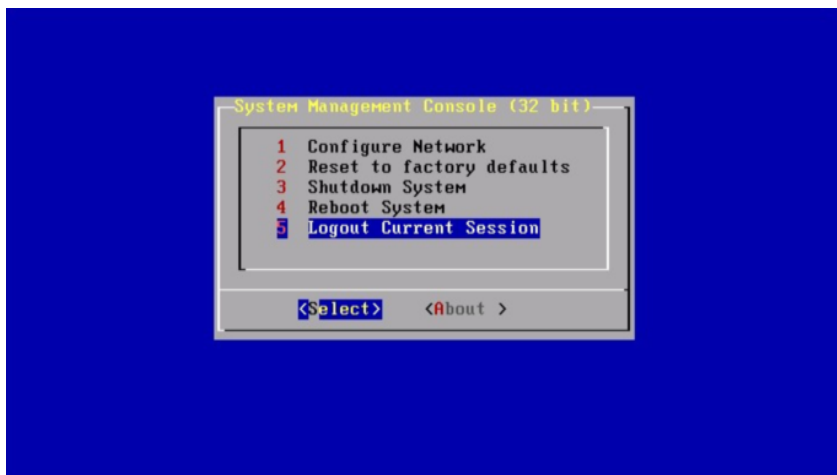 System Management Console (32 bit)
1 Configure Network
2 Reset to factory defaults
3 Shutdown System
4 Reboot System
5 Logout Current Session
<Select> <About >